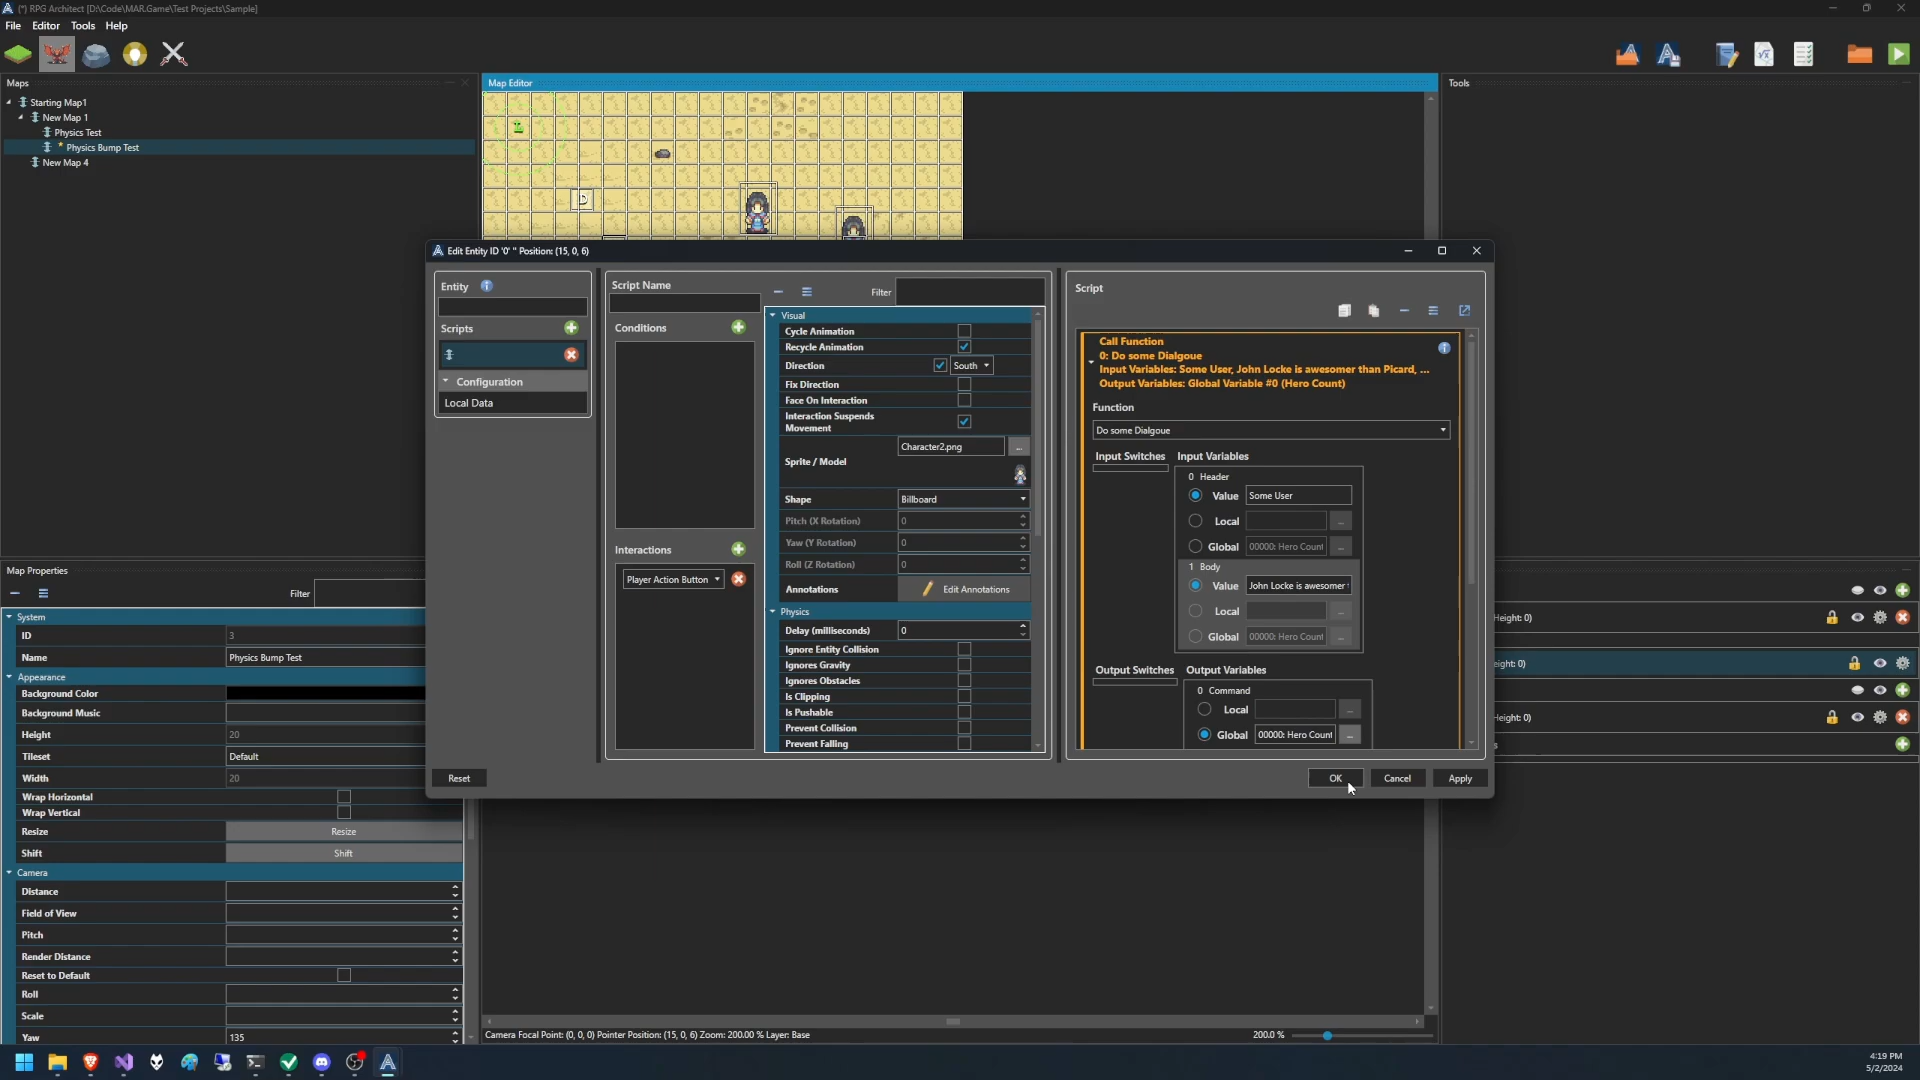 (*) RPG Architect [D:\Code\MAR.Game\Test Projects\Sample]
File Editor Tools Help
Maps
Starting Map1
New Map 1
Physics Test
* Physics Bump Test
New Map 4
Map Editor
Tools
Edit Entity ID '0' '' Position: (15, 0, 6)
Entity
Scripts
Configuration
Local Data
Script Name
Conditions
Interactions
Player Action Button
Filter
Visual
Cycle Animation
Recycle Animation
Direction South
Fix Direction
Face On Interaction
Interaction Suspends
Movement
Sprite / Model Character2.png ...
Shape Billboard
Pitch (X Rotation) 0
Yaw (Y Rotation) 0
Roll (Z Rotation) 0
Annotations Edit Annotations
Physics
Delay (milliseconds) 0
Ignore Entity Collision
Ignores Gravity
Ignores Obstacles
Is Clipping
Is Pushable
Prevent Collision
Prevent Falling
Script
Call Function
0: Do some Dialgoue
Input Variables: Some User, John Locke is awesomer than Picard, ...
Output Variables: Global Variable #0 (Hero Count)
Function
Do some Dialgoue
Input Switches Input Variables
0 Header
Value Some User
Local ...
Global 00000: Hero Count ...
1 Body
Value John Locke is awesomer
Local ...
Global 00000: Hero Count ...
Output Switches Output Variables
0 Command
Local ...
Global 00000: Hero Count ...
Reset OK Cancel Apply
Map Properties
Filter
System
ID 3
Name Physics Bump Test
Appearance
Background Color
Background Music
Height 20
Tileset Default
Width 20
Wrap Horizontal
Wrap Vertical
Resize Resize
Shift Shift
Camera
Distance
Field of View
Pitch
Render Distance
Reset to Default
Roll
Scale
Yaw 135
Height: 0)
eight: 0)
Height: 0)
Camera Focal Point: (0, 0, 0) Pointer Position: (15, 0, 6) Zoom: 200.00 % Layer: Base
200.0 %
4:19 PM
5/2/2024